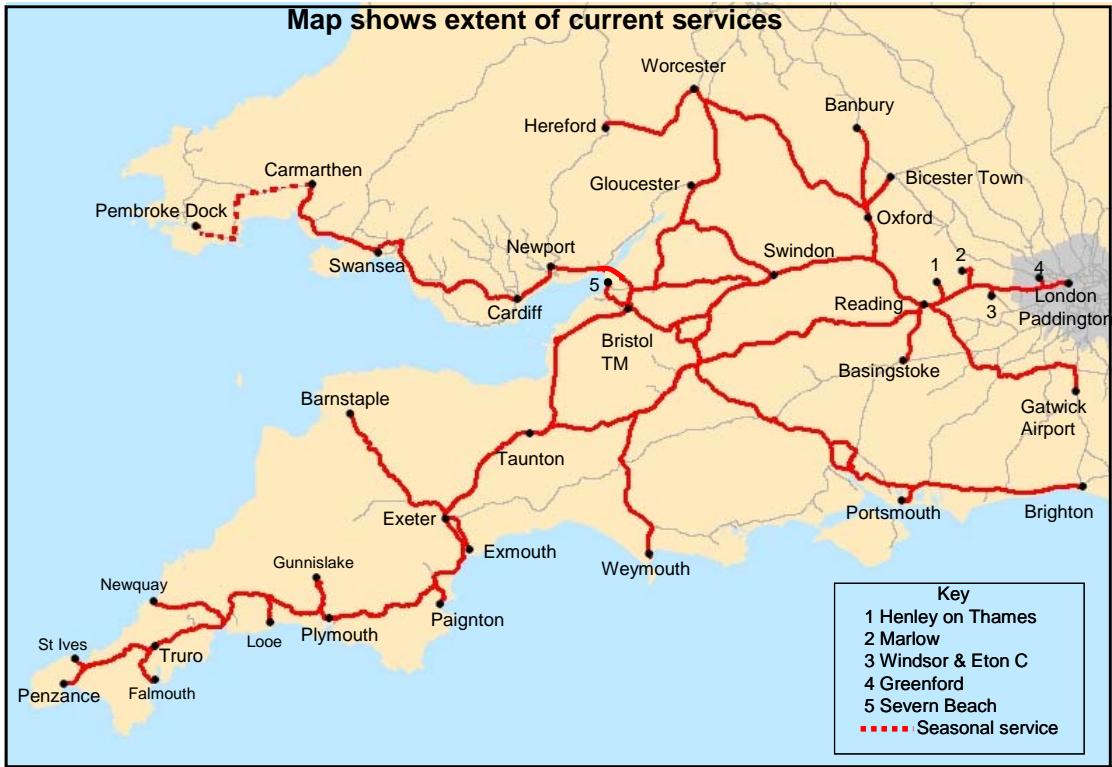 Map shows extent of current services
Worcester
Banbury
Hereford
Carmarthen
Gloucester
Bicester Town
Pembroke Dock
Oxford
Newport
Swindon
Swansea
5
1
2
4
Cardiff
Reading
3
London
Paddington
Bristol
TM
Basingstoke
Barnstaple
Gatwick
Airport
Taunton
Exeter
Portsmouth
Brighton
Exmouth
Weymouth
Gunnislake
Newquay
Paignton
Looe
Plymouth
St Ives
Truro
Penzance
Falmouth
Key
1 Henley on Thames
2 Marlow
3 Windsor & Eton C
4 Greenford
5 Severn Beach
Seasonal service